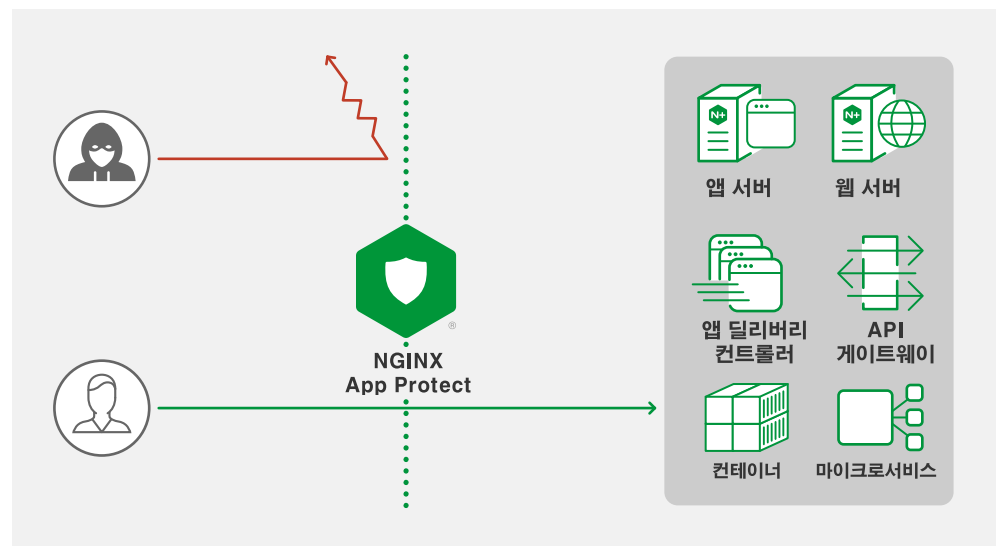 N+
N+
앱 서버
웹 서버
®
NGINX
App Protect
앱 딜리버리
컨트롤러
API
게이트웨이
컨테이너
마이크로서비스